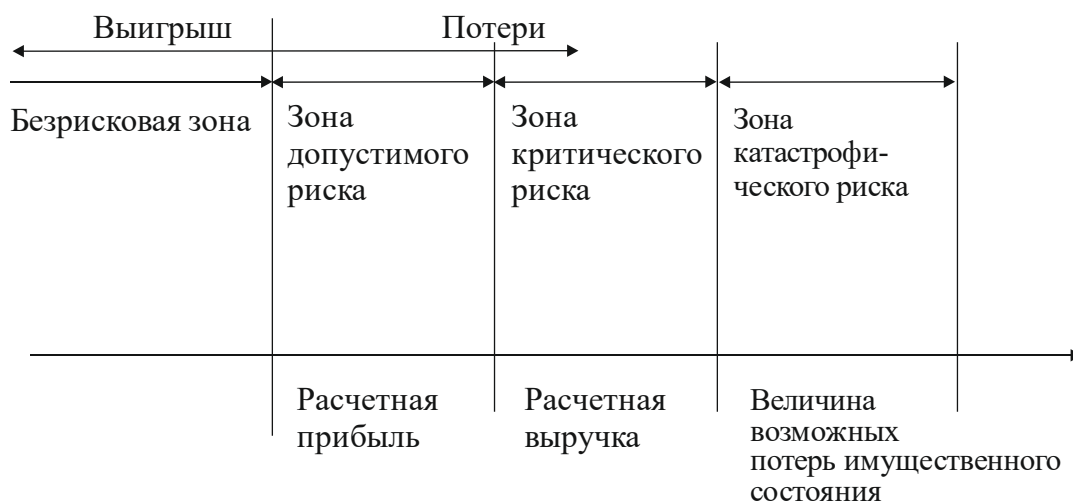 Выигрыш
Потери
Безрисковая зона
Зона
допустимого
риска
Зона
критического
риска
Зона
катастрофи-
ческого риска
Расчетная
прибыль
Расчетная
выручка
Величина
возможных
потерь имущественного
состояния